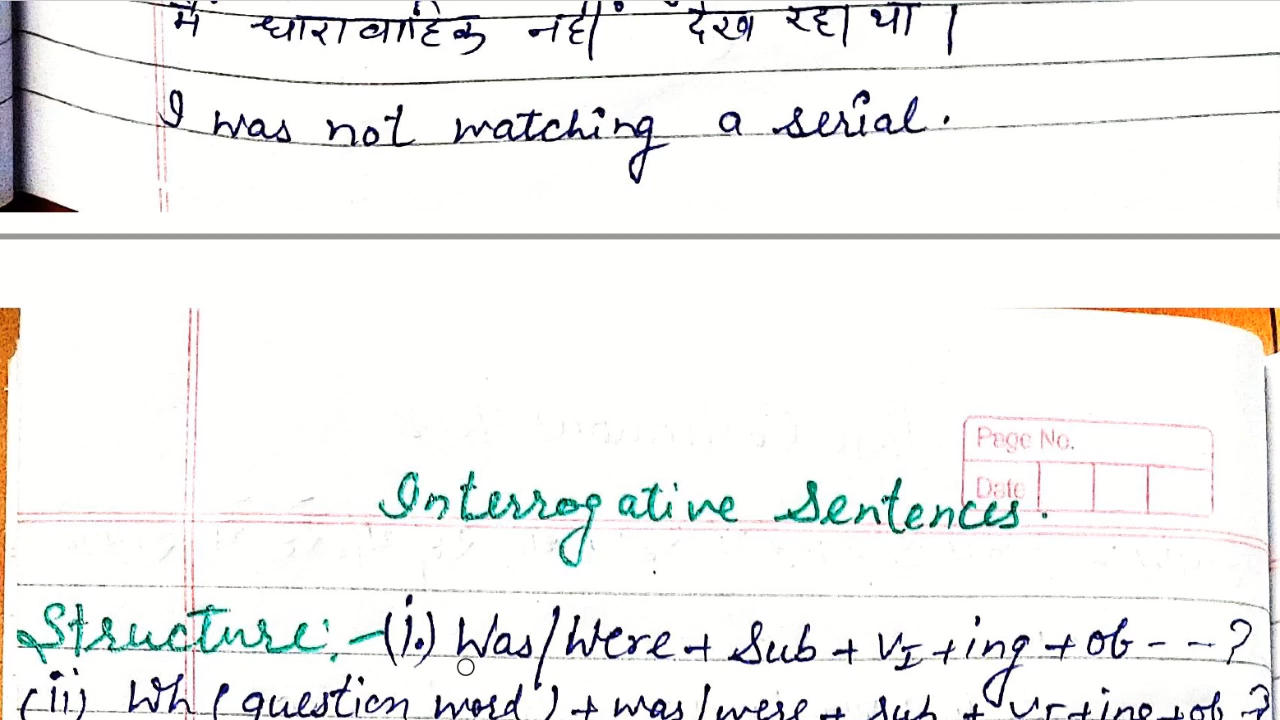 मैं धारावाहिक नहीं देख रहा था।
I was not watching a serial.
Page No.
Date
Interrogative Sentences.
Structure:-(i.) Was/Were + Sub + VI + ing + ob - - ?
(ii) Wh (question word) + was/were + sub + VI + ing + ob ?